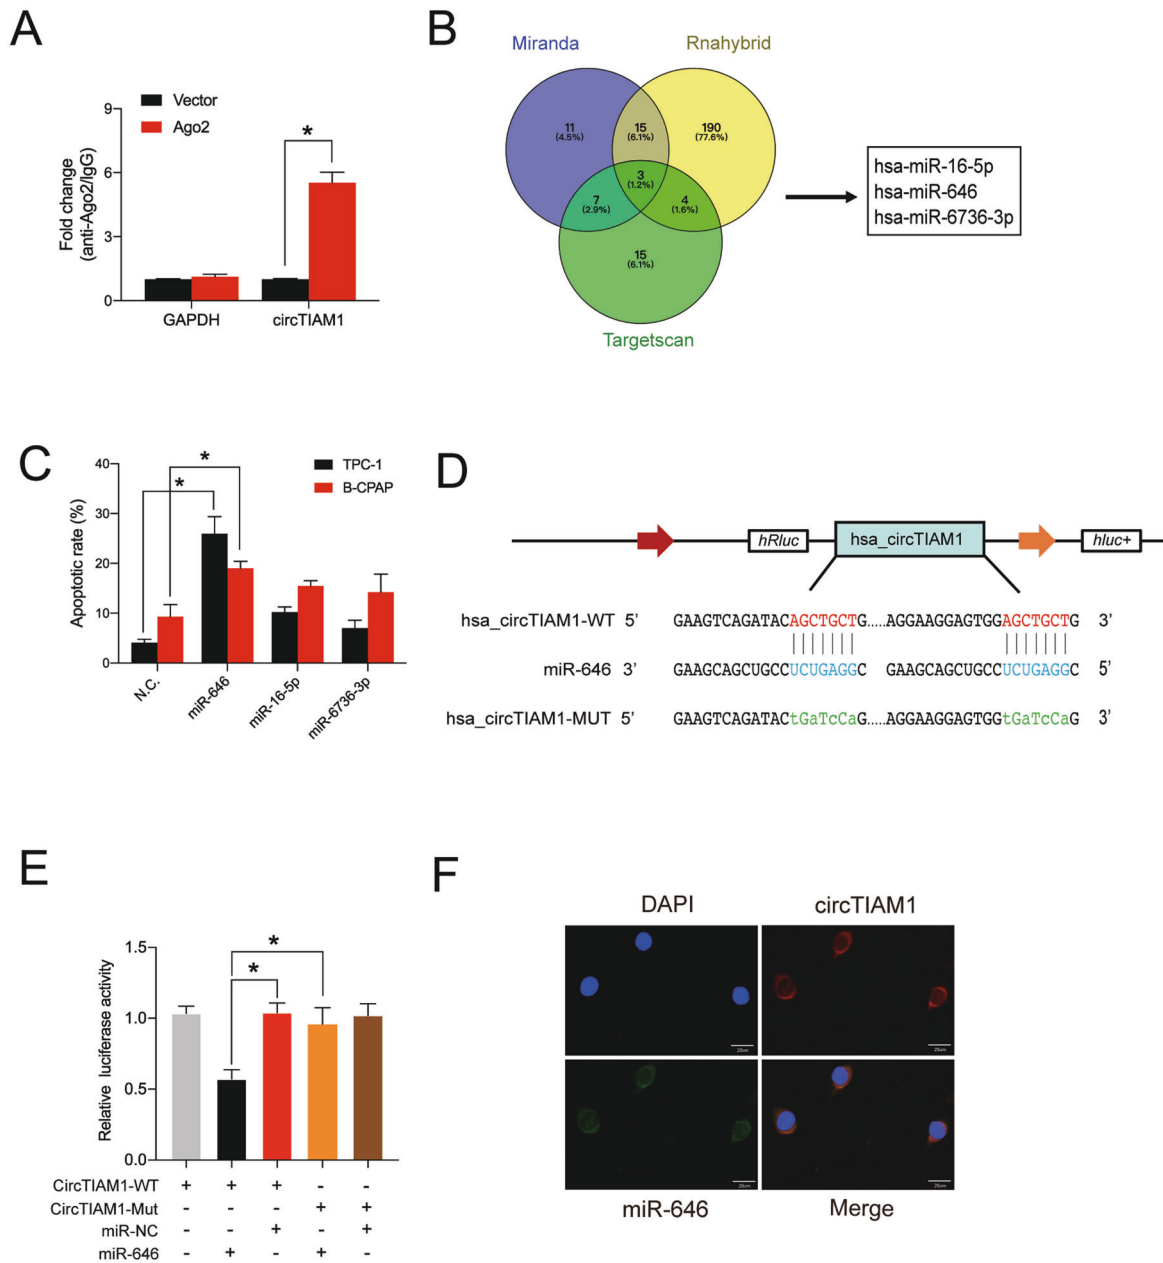 A
Vector
Ago2
*
Fold change
(anti-Ago2/IgG)
9
6
3
0
GAPDH
circTIAM1
B
Miranda
Rnahybrid
11
(4.5%)
15
(6.1%)
190
(77.6%)
3
(1.2%)
7
(2.9%)
4
(1.6%)
15
(6.1%)
Targetscan
hsa-miR-16-5p
hsa-miR-646
hsa-miR-6736-3p
C
TPC-1
B-CPAP
*
*
Apoptotic rate (%)
40
30
20
10
0
N.C.
miR-646
miR-16-5p
miR-6736-3p
D
hRluc
hsa_circTIAM1
hluc+
hsa_circTIAM1-WT 5' GAAGTCAGATACAGCTGCTG.....AGGAAGGAGTGGAGCTGCTG 3'
miR-646 3' GAAGCAGCUGCCUCUGAGGC GAAGCAGCUGCCUCUGAGGC 5'
hsa_circTIAM1-MUT 5' GAAGTCAGATACtGaTcCaG.....AGGAAGGAGTGGtGaTcCaG 3'
E
*
*
Relative luciferase activity
1.5
1.0
0.5
0.0
CircTIAM1-WT + + + - -
CircTIAM1-Mut - - - + +
miR-NC - - + - +
miR-646 - + - + -
F
DAPI
circTIAM1
20um
20um
20um
20um
miR-646
Merge